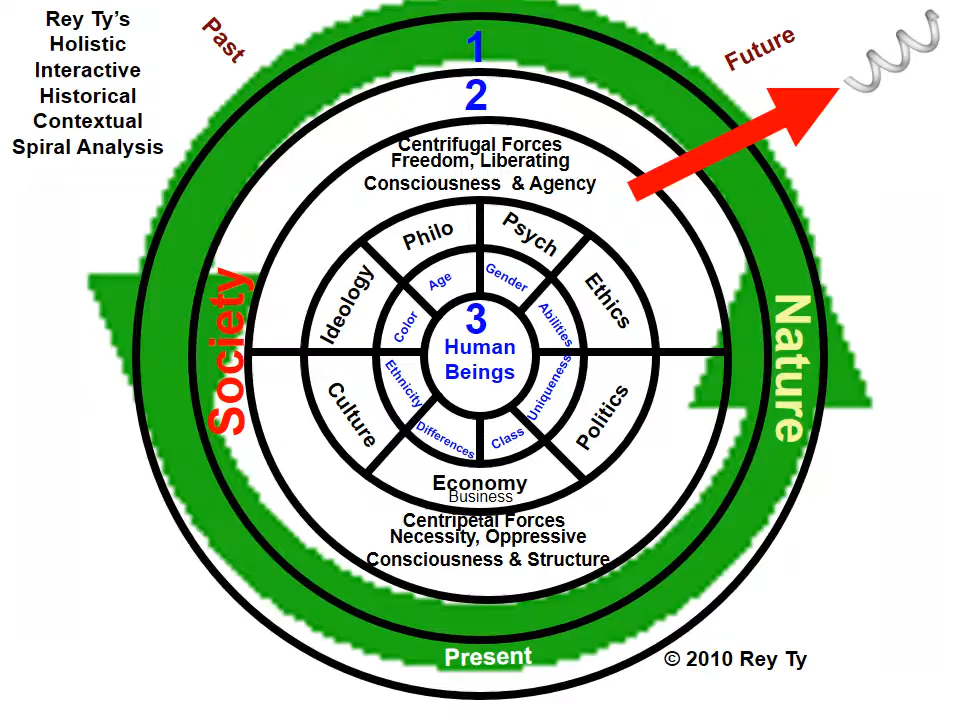 Rey Ty's
Holistic
Interactive
Historical
Contextual
Spiral Analysis
Past
Future
1
2
Centrifugal Forces
Freedom, Liberating
Consciousness & Agency
Philo
Psych
Ideology
Ethics
Culture
Politics
Economy
Business
Age
Gender
Color
Abilities
Ethnicity
Uniqueness
Differences
Class
3
Human
Beings
Society
Nature
Centripetal Forces
Necessity, Oppressive
Consciousness & Structure
Present
© 2010 Rey Ty